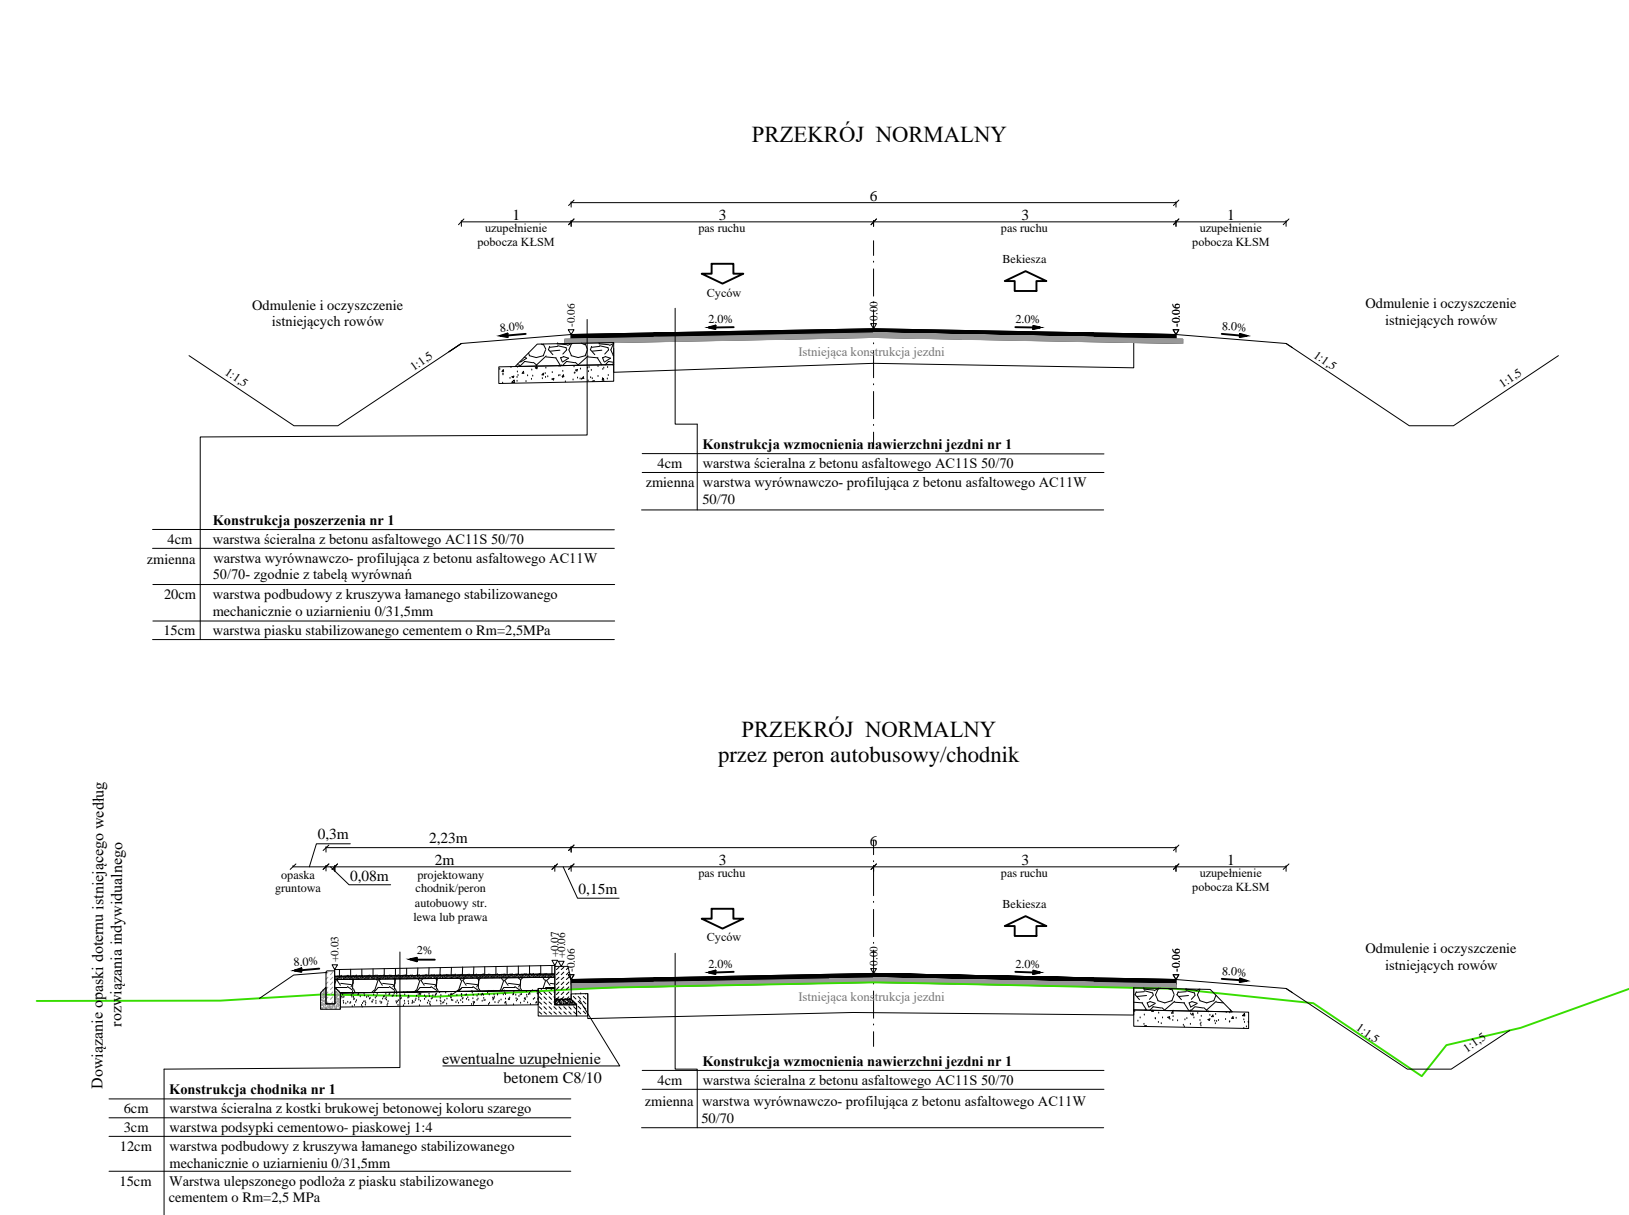 PRZEKRÓJ NORMALNY
6
1
3
3
1
uzupełnienie
pobocza KŁSM
pas ruchu
pas ruchu
uzupełnienie
pobocza KŁSM
Bekiesza
Cyców
Odmulenie i oczyszczenie
istniejących rowów
Odmulenie i oczyszczenie
istniejących rowów
-0.06
0.00
-0.06
8.0%
2.0%
2.0%
8.0%
Istniejąca konstrukcja jezdni
1:1,5
1:1,5
1:1,5
1:1,5
Konstrukcja wzmocnienia nawierzchni jezdni nr 1
4cm warstwa ścieralna z betonu asfaltowego AC11S 50/70
zmienna warstwa wyrównawczo- profilująca z betonu asfaltowego AC11W
50/70
Konstrukcja poszerzenia nr 1
4cm warstwa ścieralna z betonu asfaltowego AC11S 50/70
zmienna warstwa wyrównawczo- profilująca z betonu asfaltowego AC11W
50/70- zgodnie z tabelą wyrównań
20cm warstwa podbudowy z kruszywa łamanego stabilizowanego
mechanicznie o uziarnieniu 0/31,5mm
15cm warstwa piasku stabilizowanego cementem o Rm=2,5MPa
PRZEKRÓJ NORMALNY
przez peron autobusowy/chodnik
Dowiązanie opaski doternu istniejącego według
rozwiązania indywidualnego
0,3m
2,23m
6
2m
3
3
1
opaska
gruntowa
0,08m
projektowany
chodnik/peron
autobuowy str.
lewa lub prawa
0,15m
pas ruchu
pas ruchu
uzupełnienie
pobocza KŁSM
Bekiesza
Cyców
Odmulenie i oczyszczenie
istniejących rowów
+0.03
+0.07
+0.06
-0.06
0.00
-0.06
8.0%
2%
2.0%
2.0%
8.0%
Istniejąca konstrukcja jezdni
1:1,5
1:1,5
ewentualne uzupełnienie
betonem C8/10
Konstrukcja wzmocnienia nawierzchni jezdni nr 1
4cm warstwa ścieralna z betonu asfaltowego AC11S 50/70
zmienna warstwa wyrównawczo- profilująca z betonu asfaltowego AC11W
50/70
Konstrukcja chodnika nr 1
6cm warstwa ścieralna z kostki brukowej betonowej koloru szarego
3cm warstwa podsypki cementowo- piaskowej 1:4
12cm warstwa podbudowy z kruszywa łamanego stabilizowanego
mechanicznie o uziarnieniu 0/31,5mm
15cm Warstwa ulepszonego podloża z piasku stabilizowanego
cementem o Rm=2,5 MPa